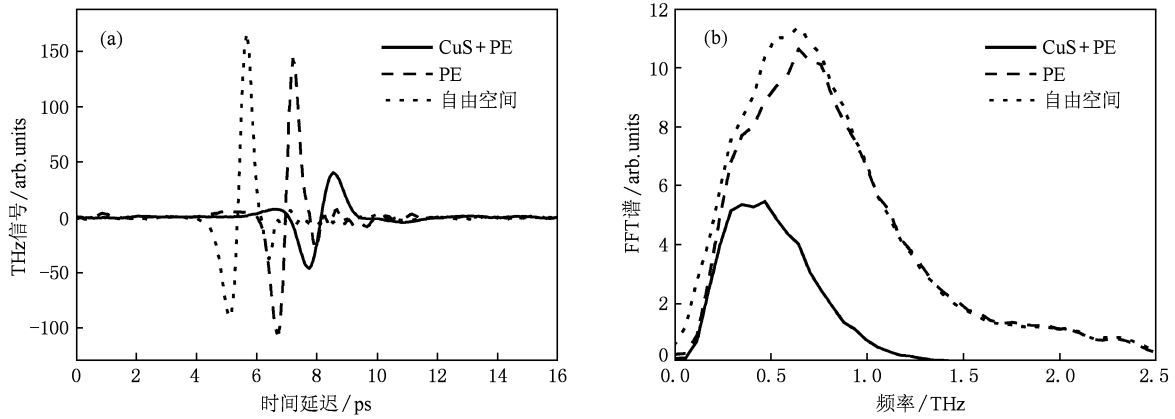 (a)
CuS + PE
PE
自由空间
THz信号/arb.units
150
100
50
0
−50
−100
0 2 4 6 8 10 12 14 16
时间延迟/ps
(b)
CuS + PE
PE
自由空间
FFT谱/arb.units
12
10
8
6
4
2
0
0.0 0.5 1.0 1.5 2.0 2.5
频率/THz